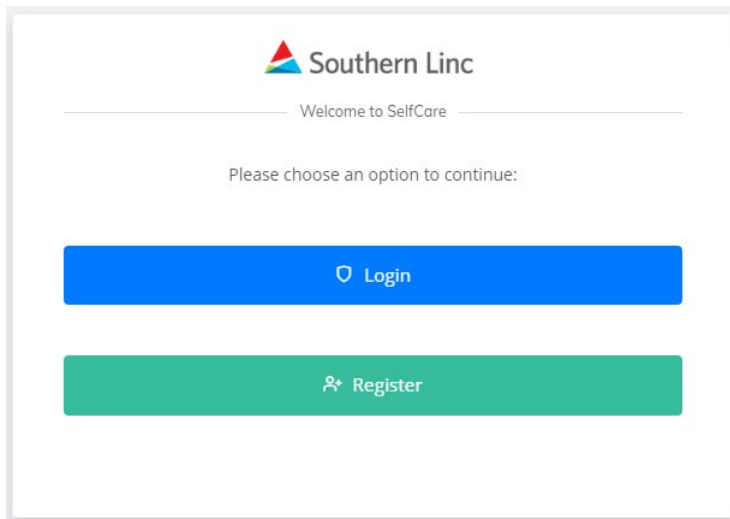 Southern Linc
Welcome to SelfCare
Please choose an option to continue:
Login
Register